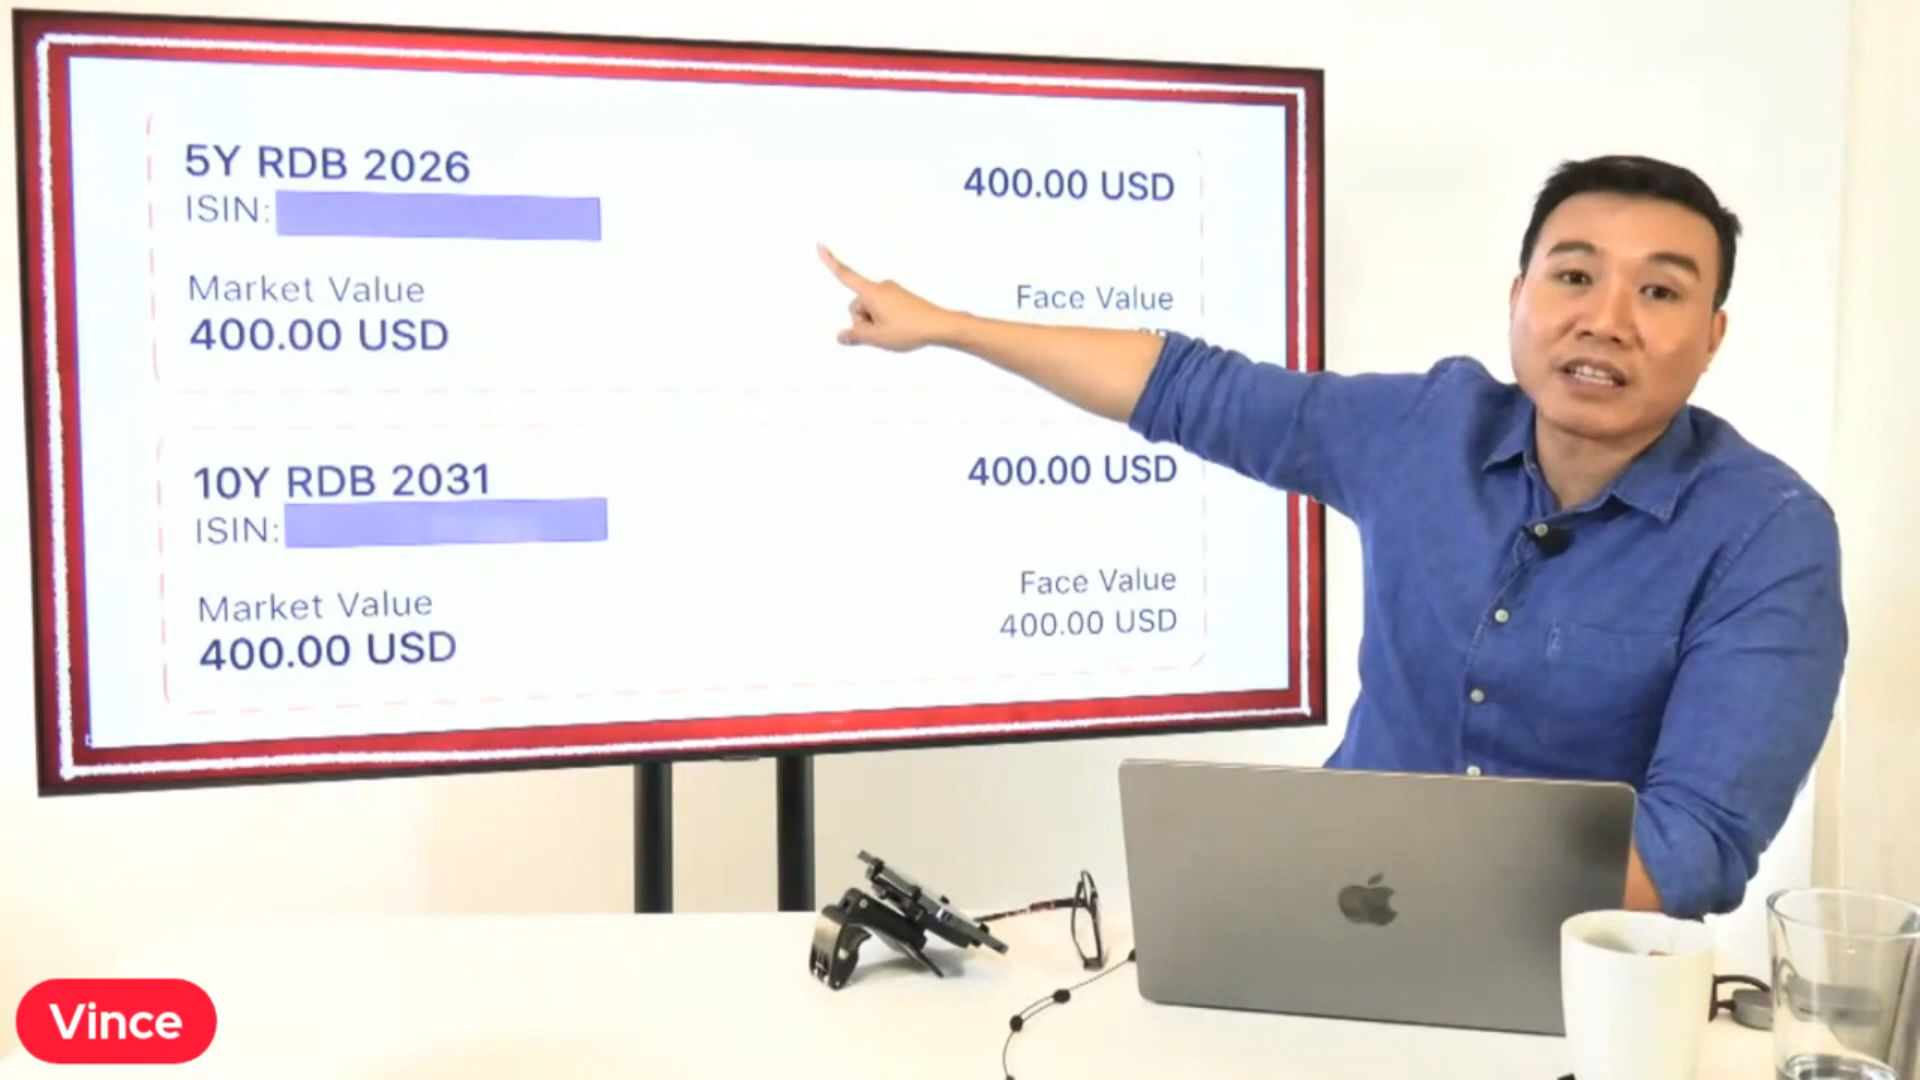 5Y RDB 2026
400.00 USD
ISIN:
Market Value
400.00 USD
Face Value
10Y RDB 2031
400.00 USD
ISIN:
Market Value
400.00 USD
Face Value
400.00 USD
Vince